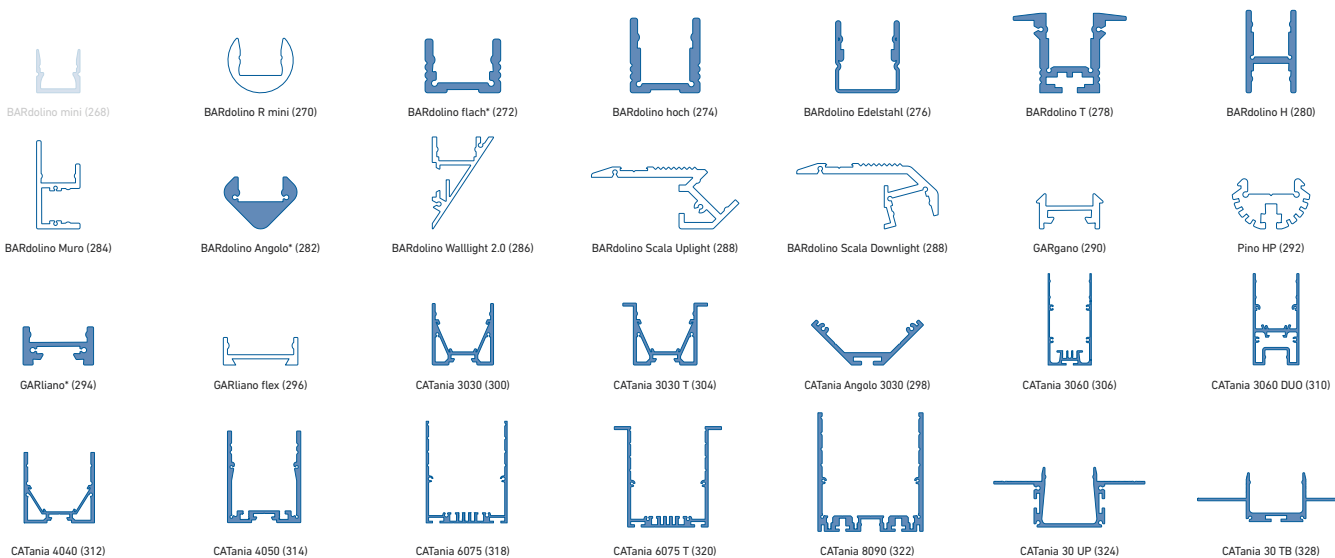 BARdolino mini (268)
BARdolino R mini (270)
BARdolino flach* (272)
BARdolino hoch (274)
BARdolino Edelstahl (276)
BARdolino T (278)
BARdolino H (280)
BARdolino Muro (284)
BARdolino Angolo* (282)
BARdolino Walllight 2.0 (286)
BARdolino Scala Uplight (288)
BARdolino Scala Downlight (288)
GARgano (290)
Pino HP (292)
GARliano* (294)
GARliano flex (296)
CATania 3030 (300)
CATania 3030 T (304)
CATania Angolo 3030 (298)
CATania 3060 (306)
CATania 3060 DUO (310)
CATania 4040 (312)
CATania 4050 (314)
CATania 6075 (318)
CATania 6075 T (320)
CATania 8090 (322)
CATania 30 UP (324)
CATania 30 TB (328)